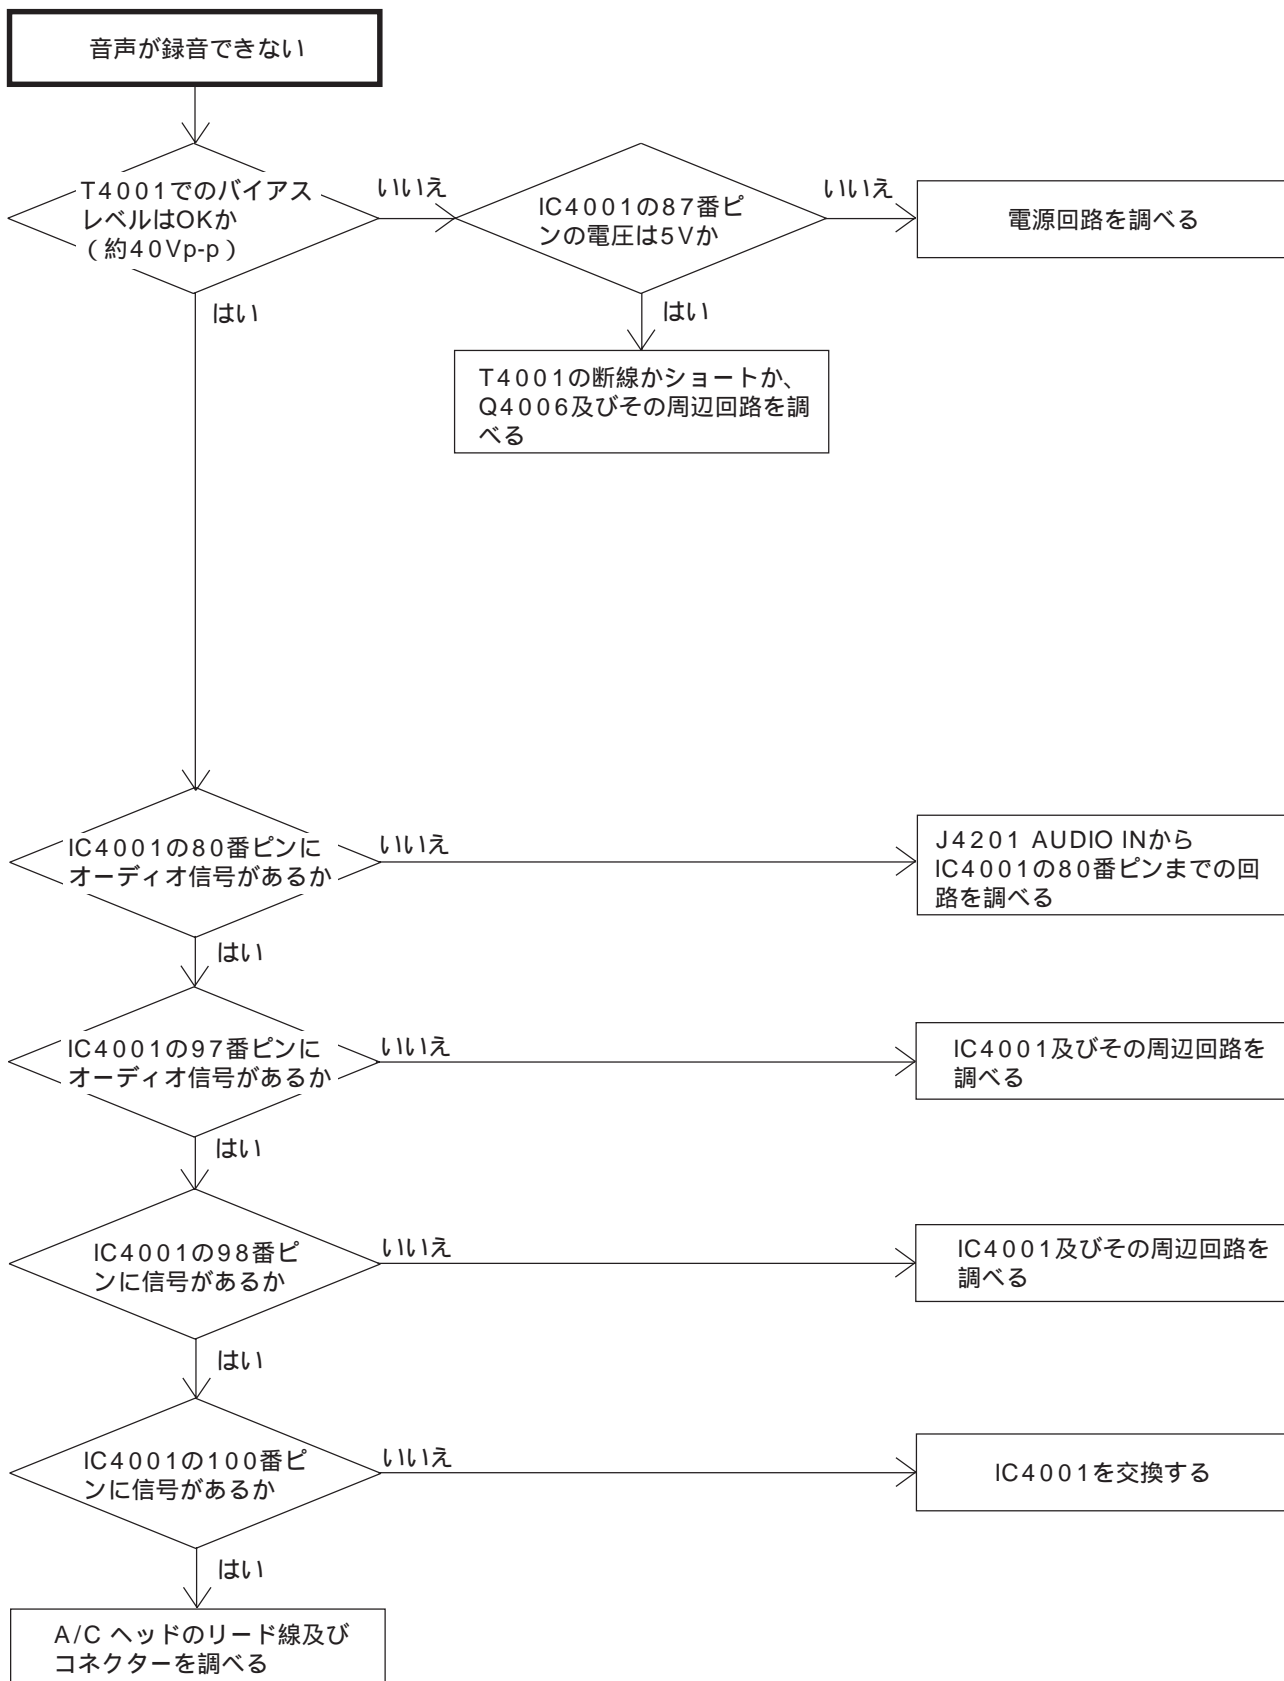 音声が録音できない
T4001でのバイアス
レベルはOKか
(約40Vp-p)
いいえ
IC4001の87番ピ
ンの電圧は5Vか
いいえ
電源回路を調べる
はい
はい
T4001の断線かショートか、
Q4006及びその周辺回路を調
べる
IC4001の80番ピンに
オーディオ信号があるか
いいえ
J4201 AUDIO INから
IC4001の80番ピンまでの回
路を調べる
はい
IC4001の97番ピンに
オーディオ信号があるか
いいえ
IC4001及びその周辺回路を
調べる
はい
IC4001の98番ピ
ンに信号があるか
いいえ
IC4001及びその周辺回路を
調べる
はい
IC4001の100番ピ
ンに信号があるか
いいえ
IC4001を交換する
はい
A/C ヘッドのリード線及び
コネクターを調べる